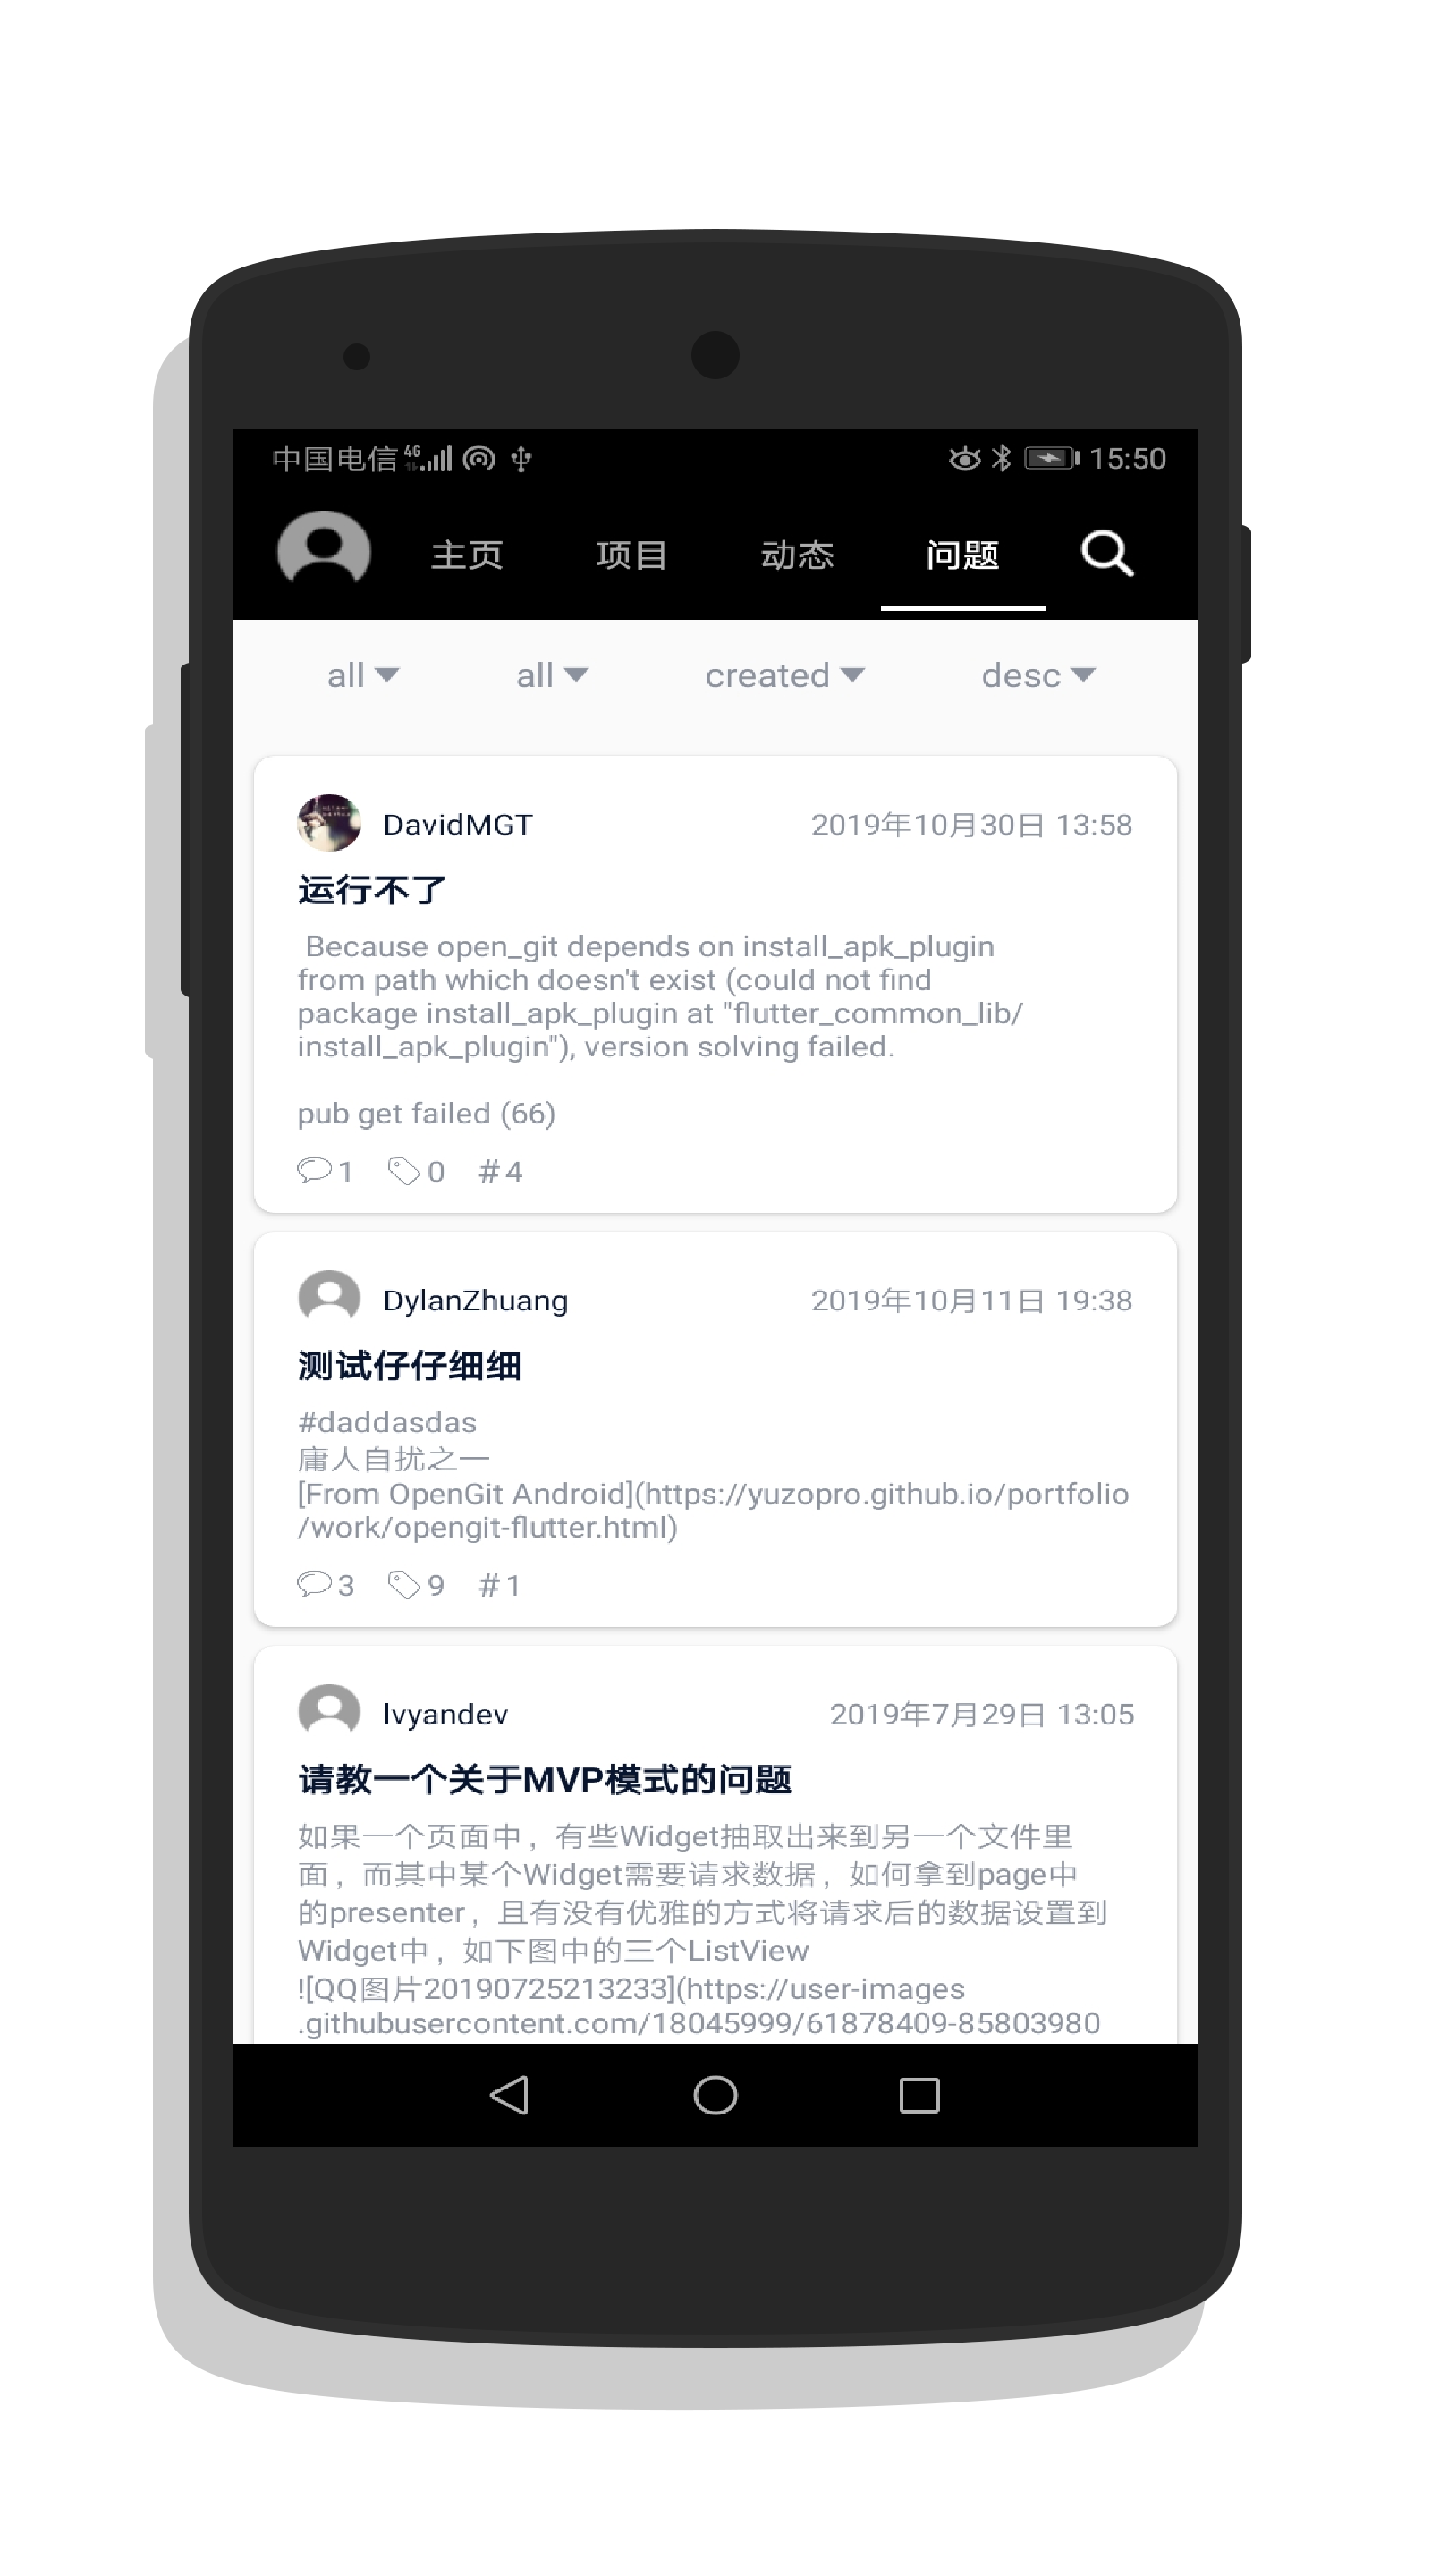 中国电信 4G 15:50
主页 项目 动态 问题
all all created desc
DavidMGT 2019年10月30日 13:58
运行不了
Because open_git depends on install_apk_plugin
from path which doesn't exist (could not find
package install_apk_plugin at "flutter_common_lib/
install_apk_plugin"), version solving failed.
pub get failed (66)
1 0 #4
DylanZhuang 2019年10月11日 19:38
测试仔仔细细
#daddasdas
庸人自扰之一
[From OpenGit Android](https://yuzopro.github.io/portfolio
/work/opengit-flutter.html)
3 9 #1
lvyandev 2019年7月29日 13:05
请教一个关于MVP模式的问题
如果一个页面中，有些Widget抽取出来到另一个文件里
面，而其中某个Widget需要请求数据，如何拿到page中
的presenter，且有没有优雅的方式将请求后的数据设置到
Widget中，如下图中的三个ListView
![QQ图片20190725213233](https://user-images
.githubusercontent.com/18045999/61878409-85803980